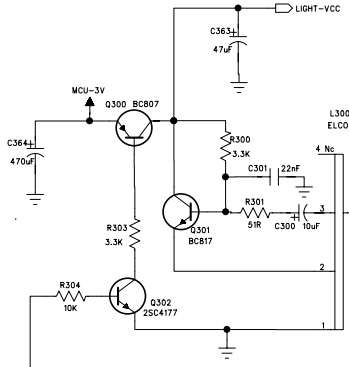 LIGHT-VCC
C363
47uF
MCU-3V
Q300 BC807
L300
ELCO
C364
470uF
R300
3.3K
C301 22nF
4 Nc
R303
3.3K
Q301
BC817
R301
51R
C300 10uF
3
2
R304
10K
Q302
2SC4177
1